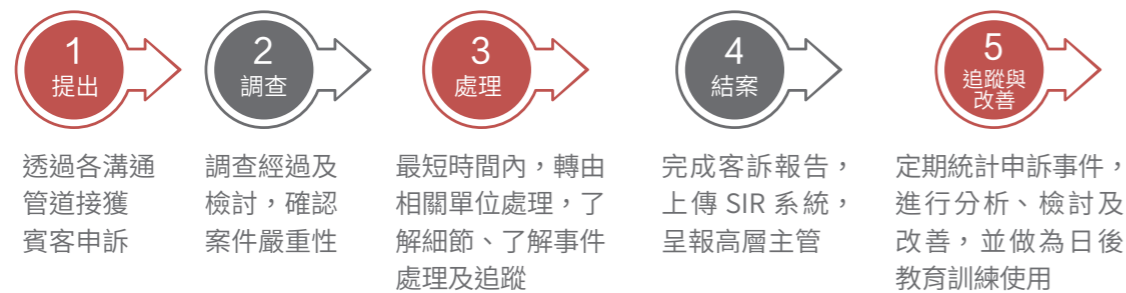 1
提出
透過各溝通
管道接獲
賓客申訴
2
調查
調查經過及
檢討，確認
案件嚴重性
3
處理
最短時間內，轉由
相關單位處理，了
解細節、了解事件
處理及追蹤
4
結案
完成客訴報告，
上傳 SIR 系統，
呈報高層主管
5
追蹤與
改善
定期統計申訴事件，
進行分析、檢討及
改善，並做為日後
教育訓練使用